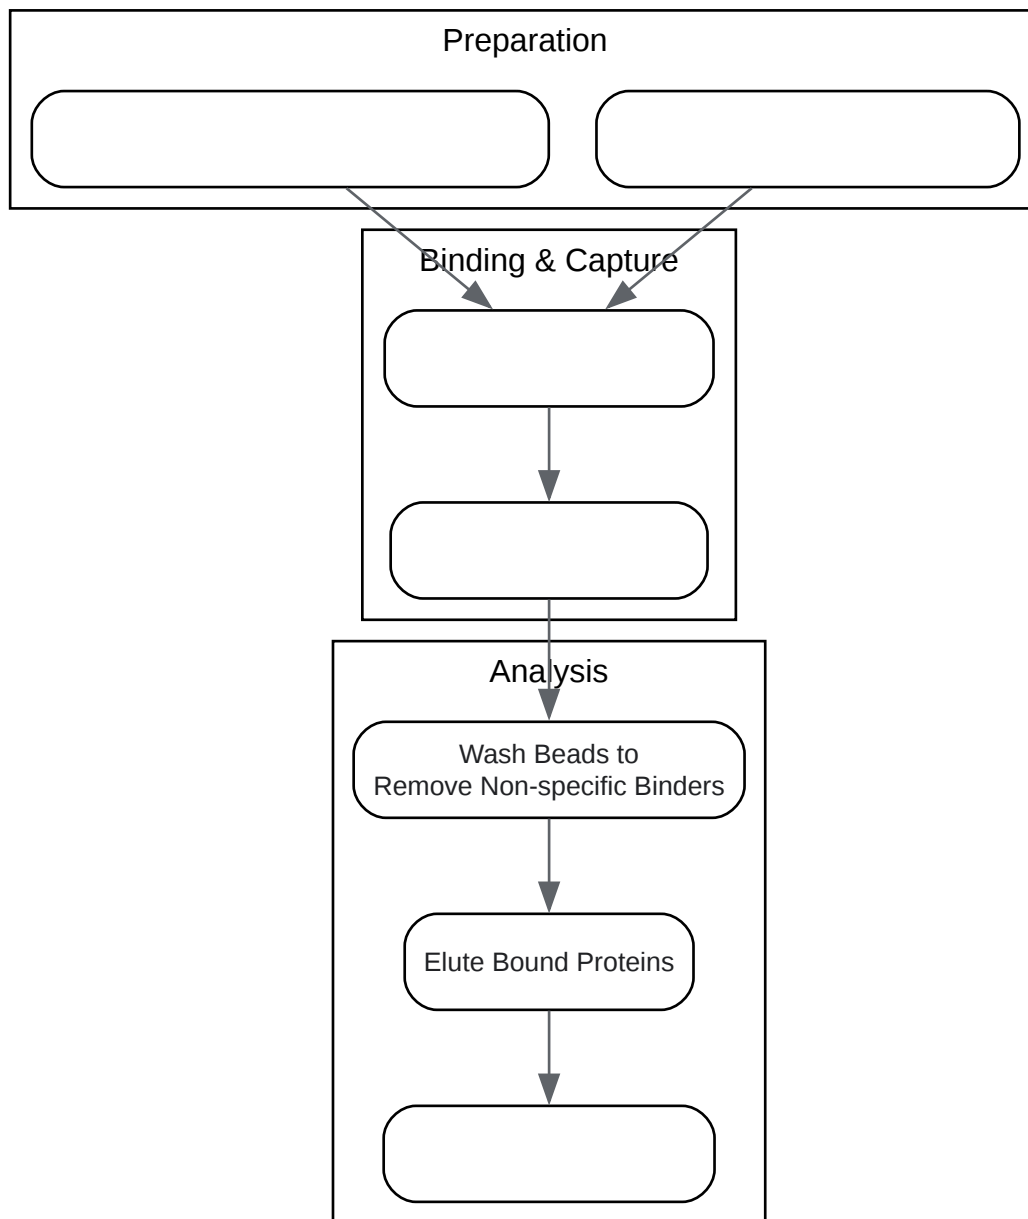 Preparation
Binding & Capture
Analysis
Wash Beads to
Remove Non-specific Binders
Elute Bound Proteins